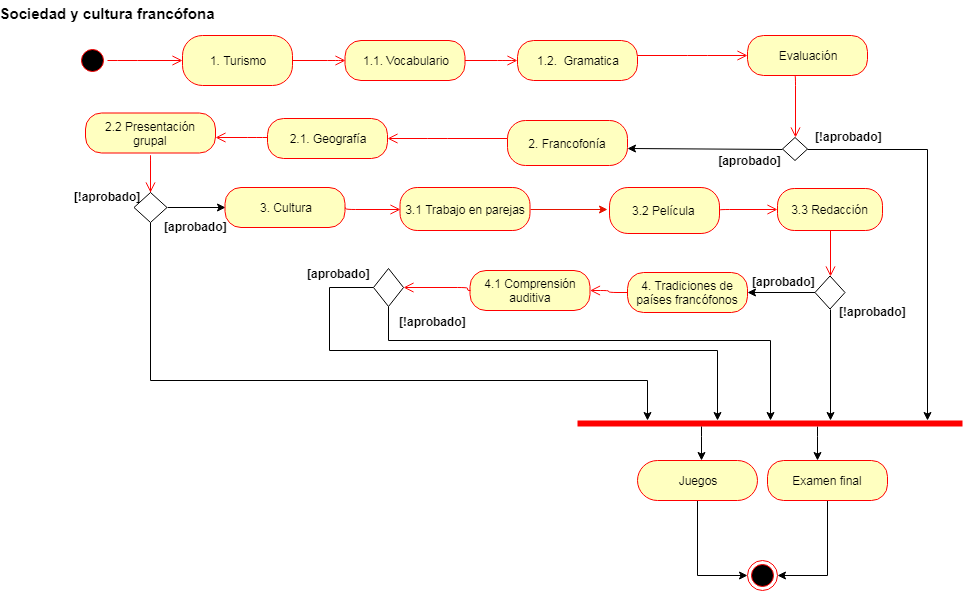 Sociedad y cultura francófona
1. Turismo
1.1. Vocabulario
1.2. Gramatica
Evaluación
[!aprobado]
[aprobado]
2. Francofonía
2.1. Geografía
2.2 Presentación
grupal
[!aprobado]
[aprobado]
3. Cultura
3.1 Trabajo en parejas
3.2 Película
3.3 Redacción
[aprobado]
[!aprobado]
4. Tradiciones de
países francófonos
4.1 Comprensión
auditiva
[aprobado]
[!aprobado]
Juegos
Examen final